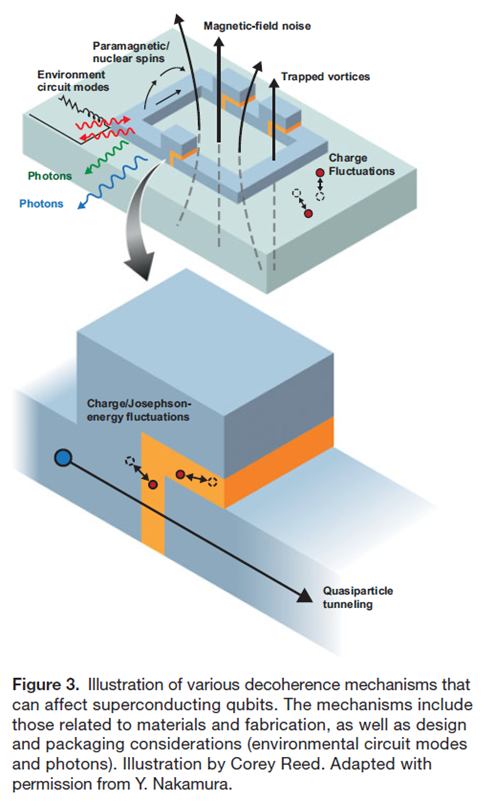 Magnetic-field noise
Paramagnetic/
nuclear spins
Environment
circuit modes
Trapped vortices
Charge
Fluctuations
Photons
Photons
Charge/Josephson-
energy fluctuations
Quasiparticle
tunneling
Figure 3. Illustration of various decoherence mechanisms that
can affect superconducting qubits. The mechanisms include
those related to materials and fabrication, as well as design
and packaging considerations (environmental circuit modes
and photons). Illustration by Corey Reed. Adapted with
permission from Y. Nakamura.